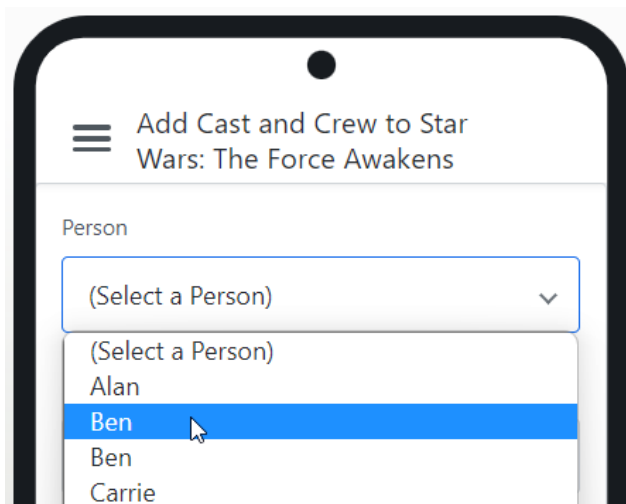 Add Cast and Crew to Star
Wars: The Force Awakens
Person
(Select a Person)
(Select a Person)
Alan
Ben
Ben
Carrie